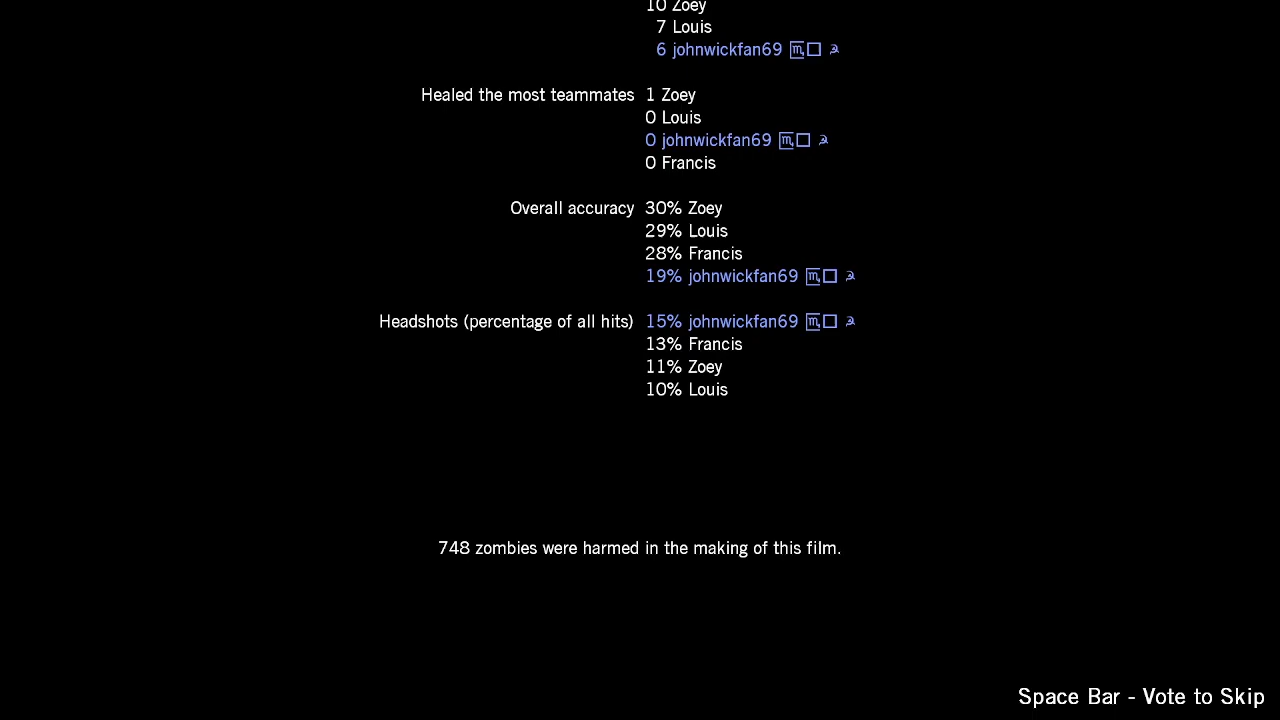 10 Zoey
7 Louis
6 johnwickfan69 ♏□ ☭
Healed the most teammates 1 Zoey
0 Louis
0 johnwickfan69 ♏□ ☭
0 Francis
Overall accuracy 30% Zoey
29% Louis
28% Francis
19% johnwickfan69 ♏□ ☭
Headshots (percentage of all hits) 15% johnwickfan69 ♏□ ☭
13% Francis
11% Zoey
10% Louis
748 zombies were harmed in the making of this film.
Space Bar - Vote to Skip